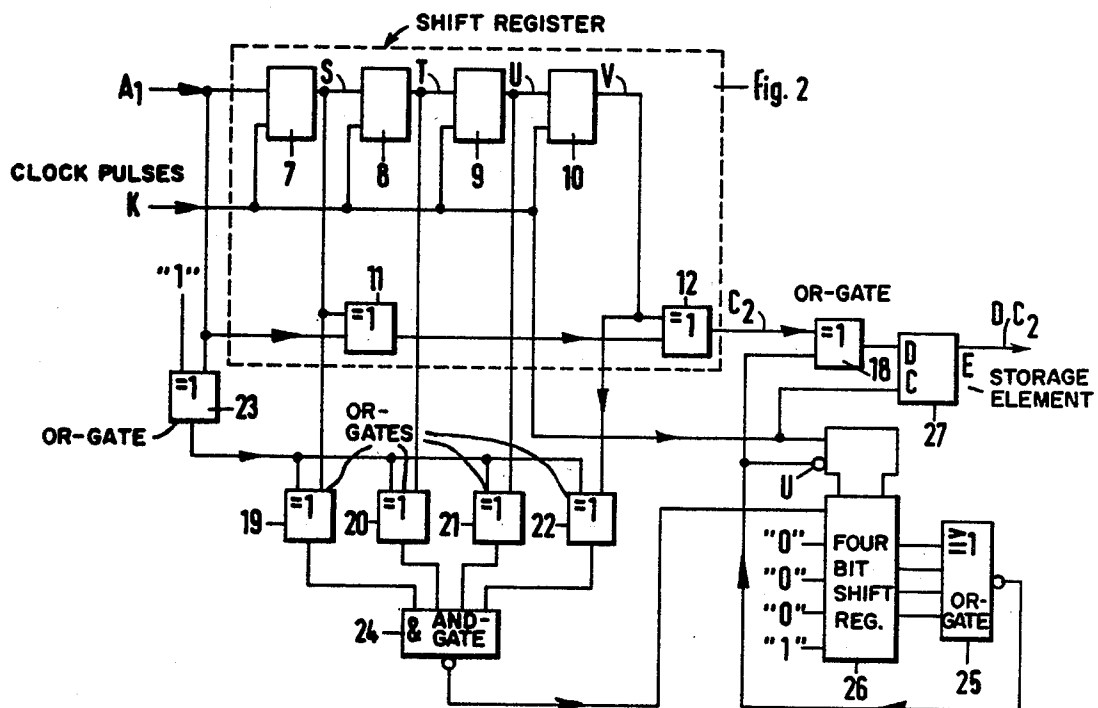 SHIFT REGISTER
A1
S
T
U
V
Fig. 2
7
8
9
10
CLOCK PULSES
K
"1"
11
12
=1
=1
C2
OR-GATE
=1
18
D
C
E
D, C2
STORAGE
ELEMENT
27
=1
23
OR-GATE
OR-
GATES
U
=1
=1
=1
=1
19
20
21
22
"0"
"0"
"0"
"1"
FOUR
BIT
SHIFT
REG.
≥1
OR-
GATE
24
&
AND-
GATE
26
25